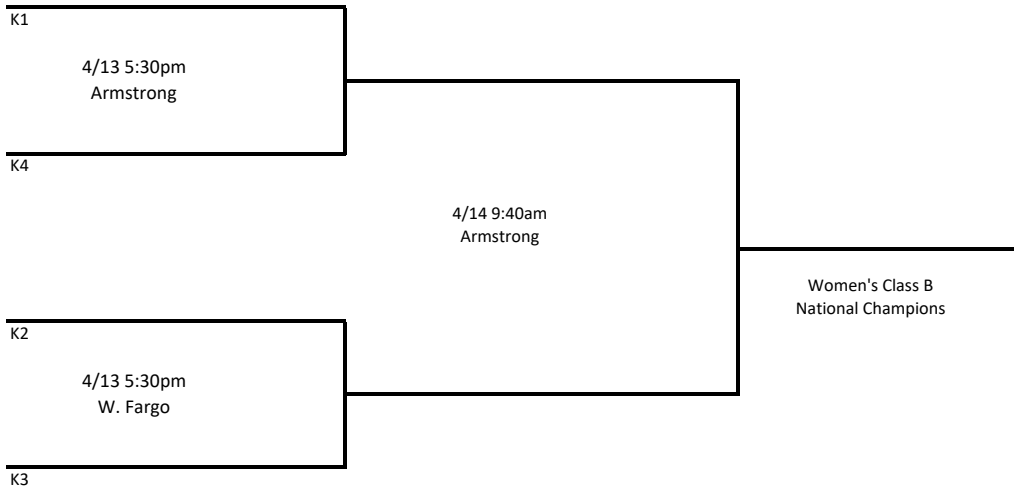 K1
4/13 5:30pm
Armstrong
K4
4/14 9:40am
Armstrong
Women's Class B
National Champions
K2
4/13 5:30pm
W. Fargo
K3